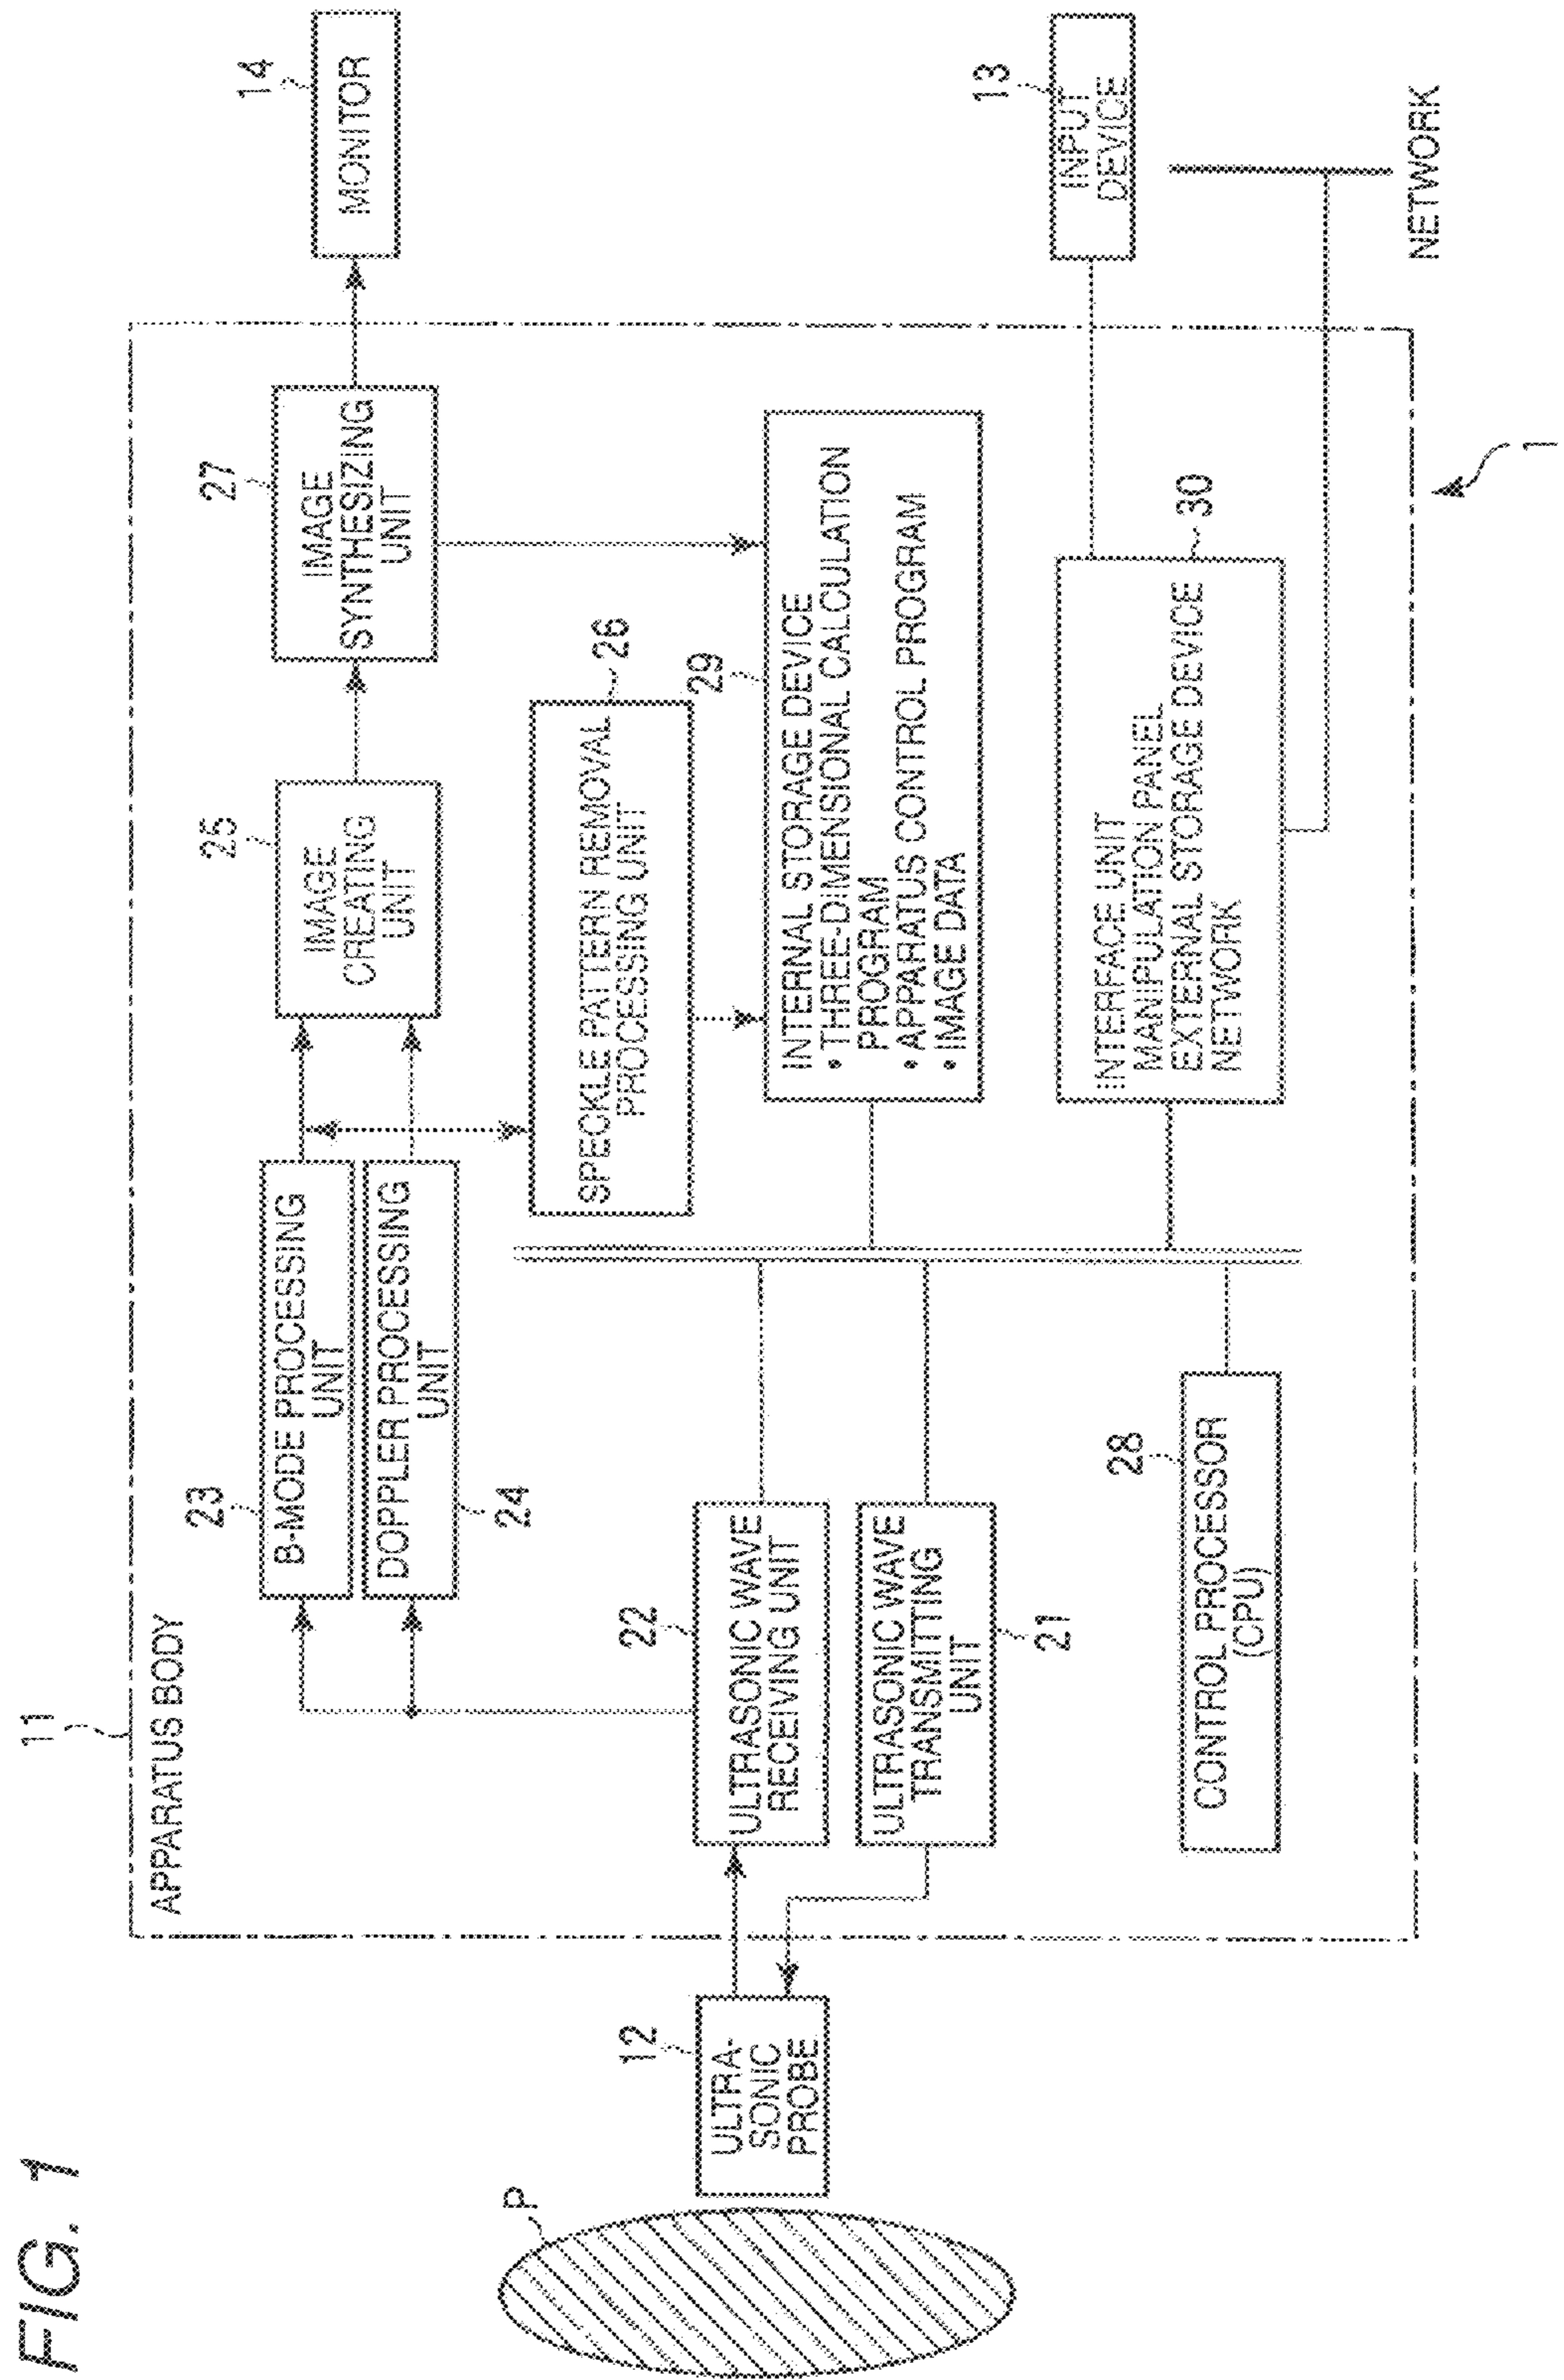 FIG. 1
11
APPARATUS BODY
23
B-MODE PROCESSING
UNIT
DOPPLER PROCESSING
UNIT
24
25
IMAGE
CREATING
UNIT
27
IMAGE
SYNTHESIZING
UNIT
14
MONITOR
SPECKLE PATTERN REMOVAL
PROCESSING UNIT
26
P
12
ULTRA-
SONIC
PROBE
22
ULTRASONIC WAVE
RECEIVING UNIT
ULTRASONIC WAVE
TRANSMITTING
UNIT
21
29
INTERNAL STORAGE DEVICE
• THREE-DIMENSIONAL CALCULATION
PROGRAM
• APPARATUS CONTROL PROGRAM
• IMAGE DATA
28
CONTROL PROCESSOR
(CPU)
INTERFACE UNIT
MANIPULATION PANEL
EXTERNAL STORAGE DEVICE
NETWORK
30
13
INPUT
DEVICE
NETWORK
1